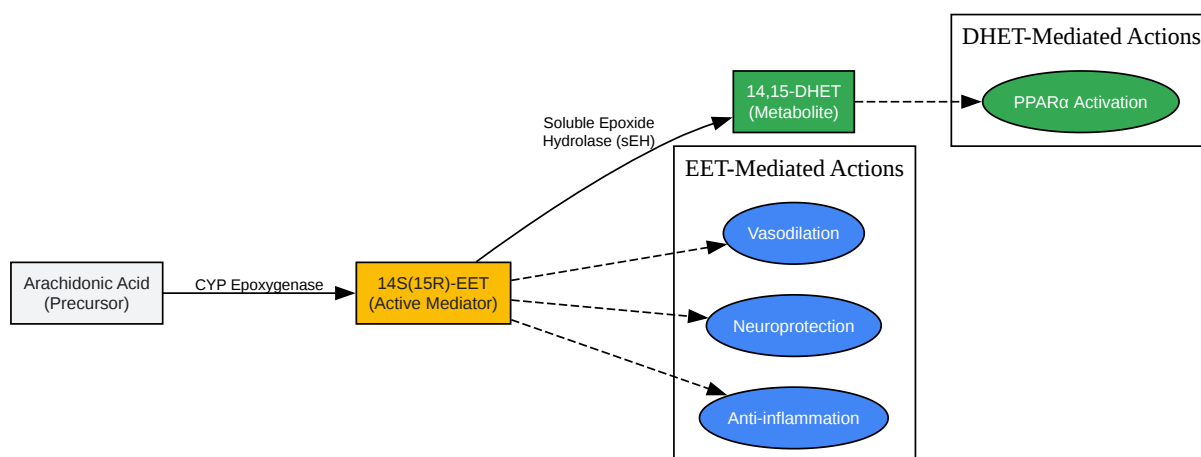 Arachidonic Acid
(Precursor)
CYP Epoxygenase
14S(15R)-EET
(Active Mediator)
Soluble Epoxide
Hydrolase (sEH)
14,15-DHET
(Metabolite)
DHET-Mediated Actions
PPARα Activation
EET-Mediated Actions
Vasodilation
Neuroprotection
Anti-inflammation